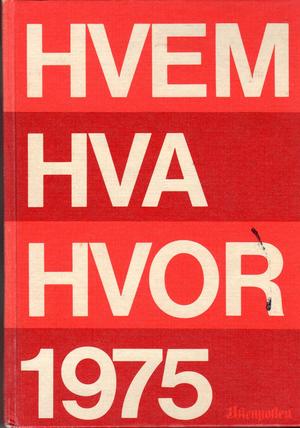 HVEM
HVA
HVOR
1975
Aftenposten